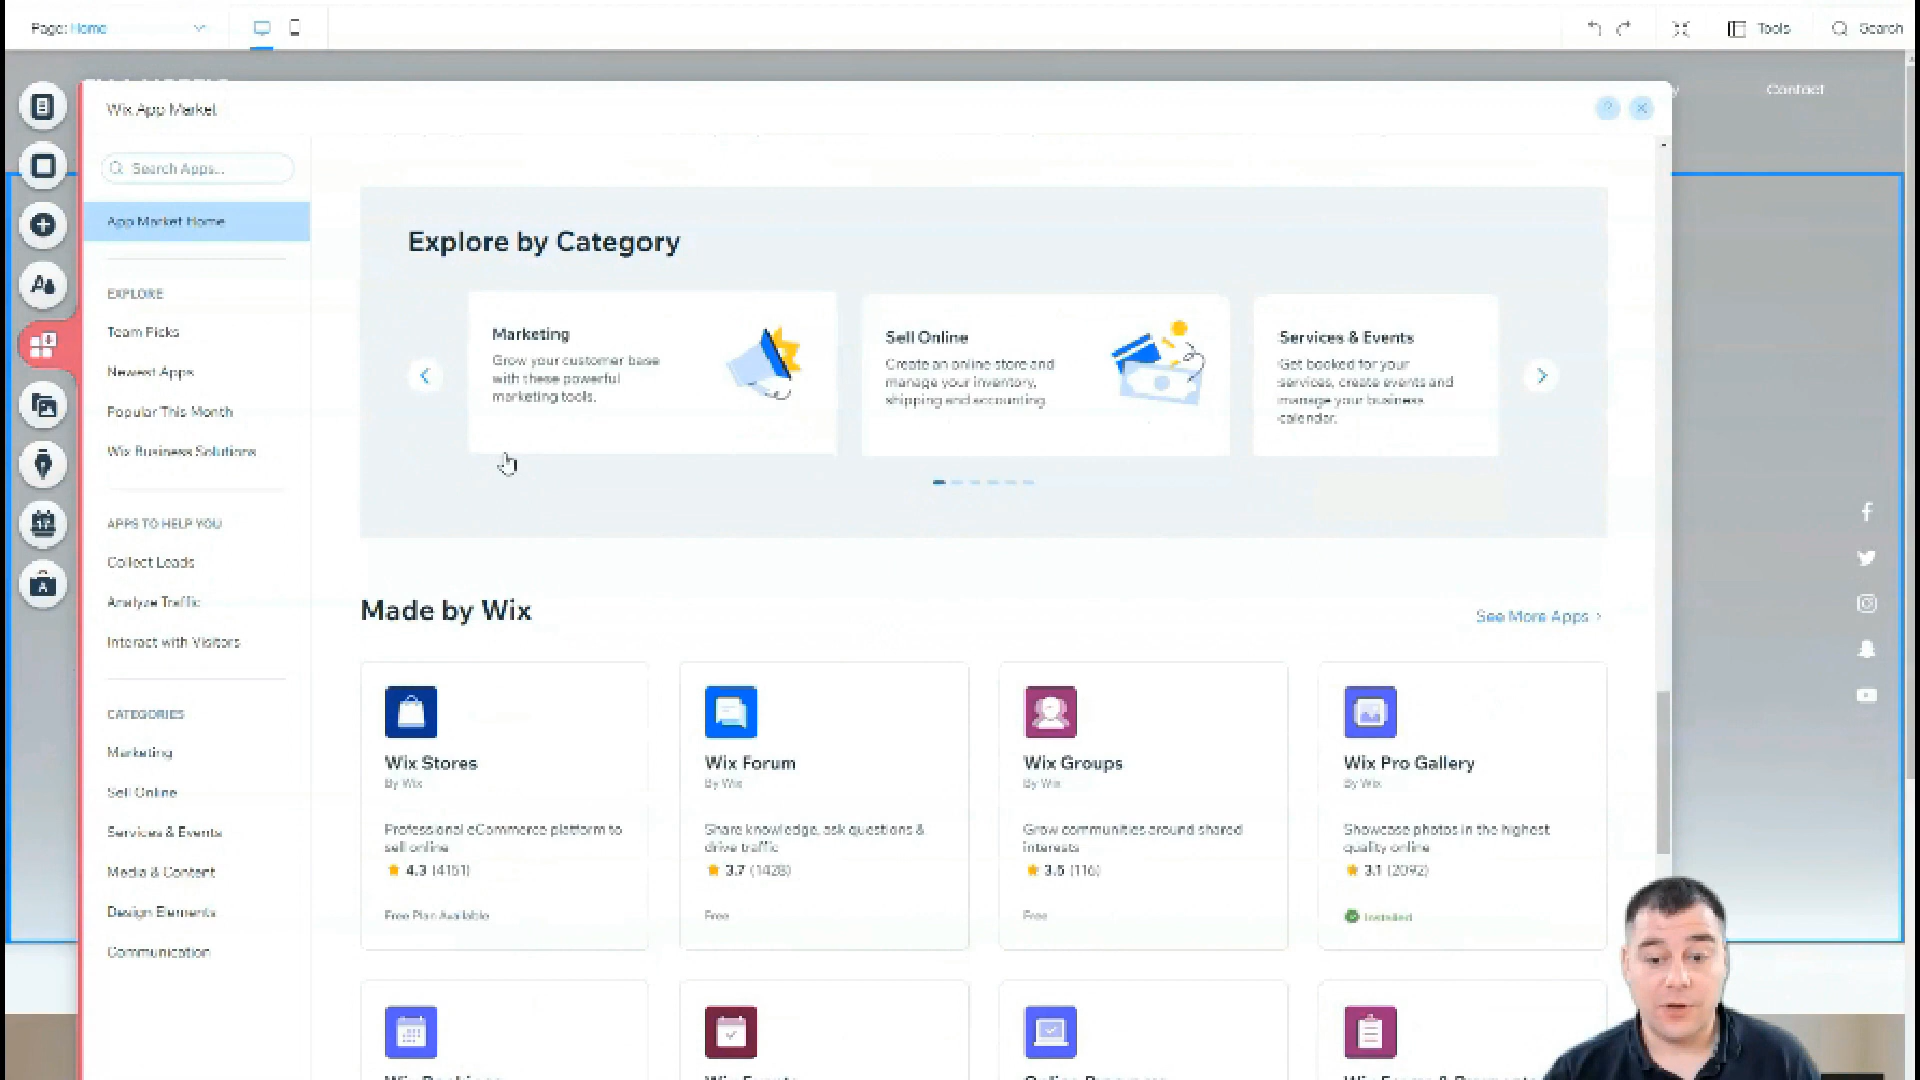 Page: Home
Tools
Search
Contact
Wix App Market
?
Search Apps...
App Market Home
EXPLORE
Team Picks
Newest Apps
Popular This Month
Wix Business Solutions
APPS TO HELP YOU
Collect Leads
Analyze Traffic
Interact with Visitors
CATEGORIES
Marketing
Sell Online
Services & Events
Media & Content
Design Elements
Communication
Explore by Category
Marketing
Grow your customer base
with these powerful
marketing tools.
Sell Online
Create an online store and
manage your inventory,
shipping and accounting.
Services & Events
Get booked for your
services, create events and
manage your business
calendar.
Made by Wix
See More Apps >
Wix Stores
By Wix
Professional eCommerce platform to
sell online
4.3 (4151)
Free Plan Available
Wix Forum
By Wix
Share knowledge, ask questions &
drive traffic
3.7 (1428)
Free
Wix Groups
By Wix
Grow communities around shared
interests
3.5 (116)
Free
Wix Pro Gallery
By Wix
Showcase photos in the highest
quality online
3.1 (2092)
Installed